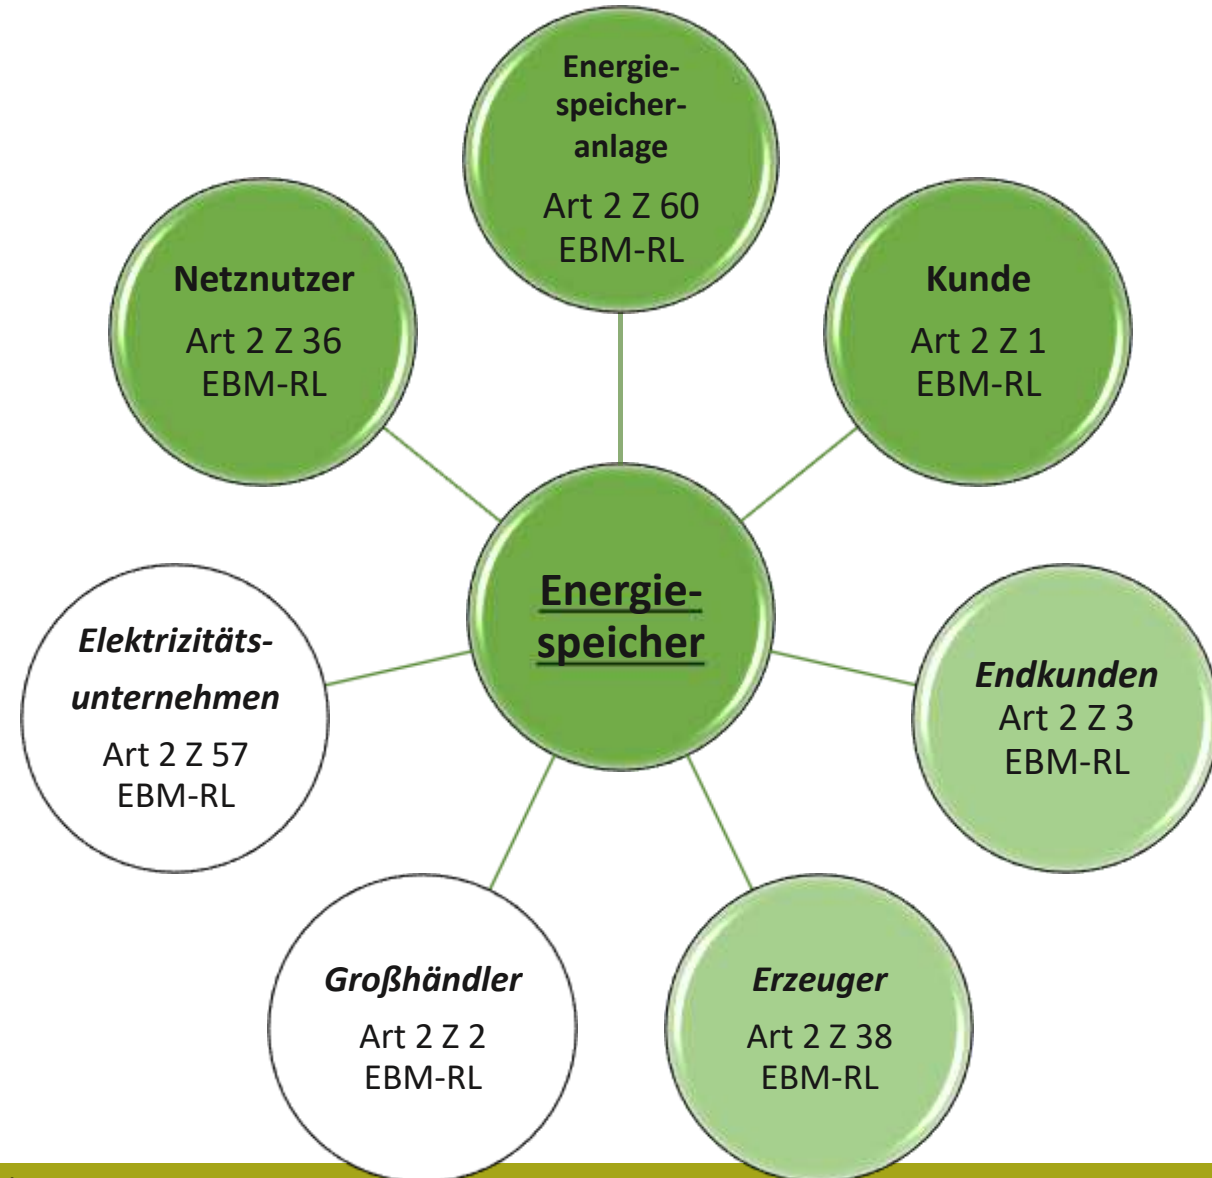 Energie-
speicher-
anlage
Art 2 Z 60
EBM-RL
Netznutzer
Art 2 Z 36
EBM-RL
Kunde
Art 2 Z 1
EBM-RL
Energie-
speicher
Elektrizitäts-
unternehmen
Art 2 Z 57
EBM-RL
Endkunden
Art 2 Z 3
EBM-RL
Großhändler
Art 2 Z 2
EBM-RL
Erzeuger
Art 2 Z 38
EBM-RL